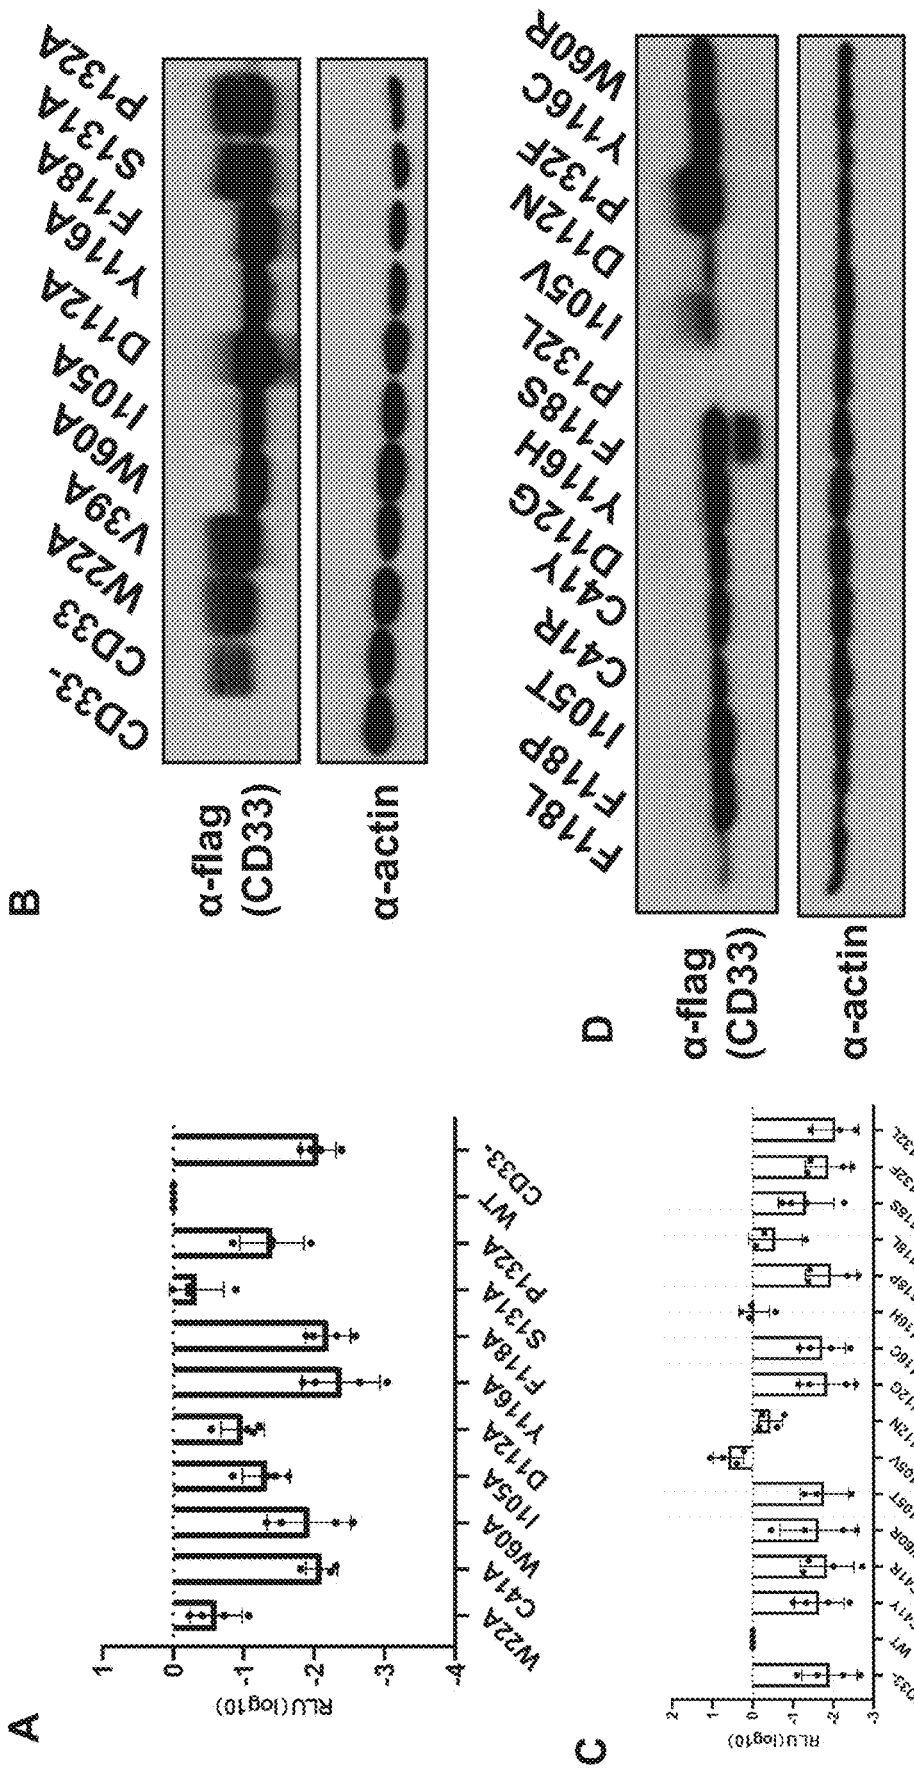 A
RLU(log10)
1
0
-1
-2
-3
-4
W22A C41A W60A I105A D112A Y116A F118A S131A P132A WT CD33-
B
CD33- CD33 W22A V39A W60A I105A D112A Y116A F118A S131A P132A
α-flag
(CD33)
α-actin
C
RLU(log10)
2
1
0
-1
-2
-3
WT C41R
D
F118L F118P I105T C41R C41Y D112G Y116H F118S P132L I105V D112N P132F Y116C W60R
α-flag
(CD33)
α-actin